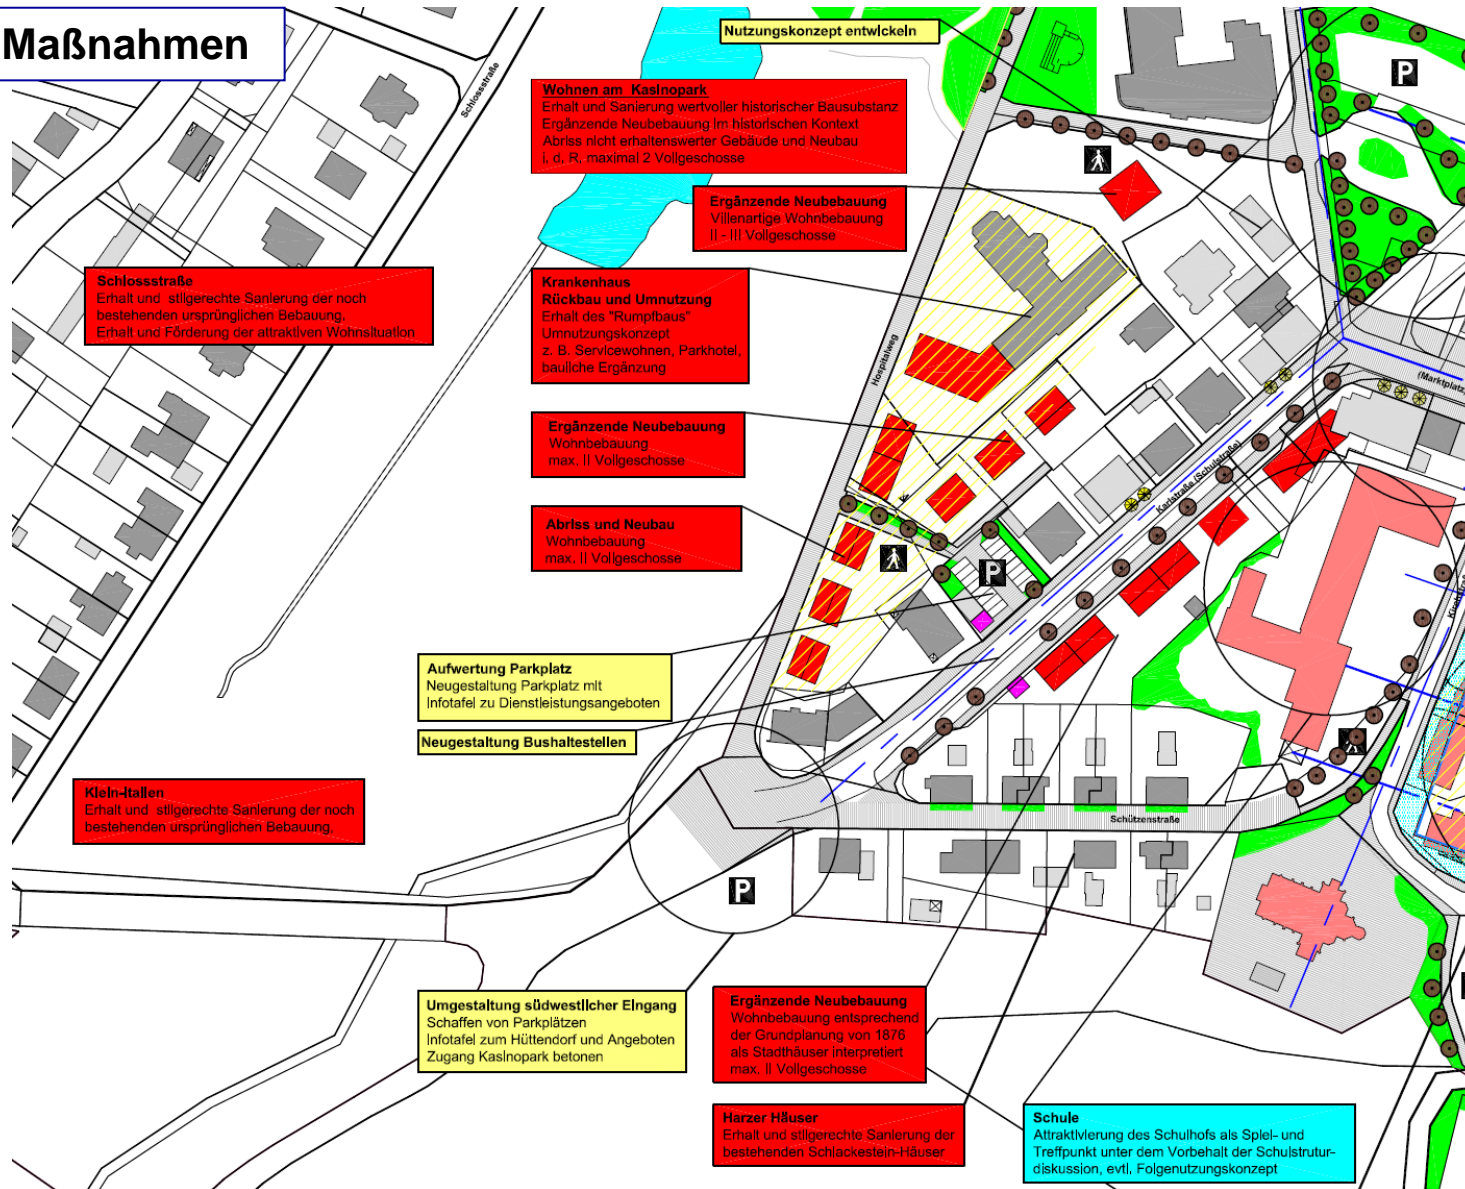 Maßnahmen
Nutzungskonzept entwickeln
Wohnen am Kasinopark
Erhalt und Sanierung wertvoller historischer Bausubstanz
Ergänzende Neubebauung im historischen Kontext
Abriss nicht erhaltenswerter Gebäude und Neubau
i. d. R. maximal 2 Vollgeschosse
Ergänzende Neubebauung
Villenartige Wohnbebauung
II - III Vollgeschosse
Schlossstraße
Erhalt und stilgerechte Sanierung der noch
bestehenden ursprünglichen Bebauung.
Erhalt und Förderung der attraktiven Wohnsituation
Krankenhaus
Rückbau und Umnutzung
Erhalt des "Rumpfbaus"
Umnutzungskonzept
z. B. Servicewohnen, Parkhotel,
bauliche Ergänzung
Ergänzende Neubebauung
Wohnbebauung
max. II Vollgeschosse
Abriss und Neubau
Wohnbebauung
max. II Vollgeschosse
Aufwertung Parkplatz
Neugestaltung Parkplatz mit
Infotafel zu Dienstleistungsangeboten
Neugestaltung Bushaltestellen
Klein-Italien
Erhalt und stilgerechte Sanierung der noch
bestehenden ursprünglichen Bebauung.
Umgestaltung südwestlicher Eingang
Schaffen von Parkplätzen
Infotafel zum Hüttendorf und Angeboten
Zugang Kasinopark betonen
Ergänzende Neubebauung
Wohnbebauung entsprechend
der Grundplanung von 1876
als Stadthäuser interpretiert
max. II Vollgeschosse
Harzer Häuser
Erhalt und stilgerechte Sanierung der
bestehenden Schlackestein-Häuser
Schule
Attraktivierung des Schulhofs als Spiel- und
Treffpunkt unter dem Vorbehalt der Schulstrutur-
diskussion, evtl. Folgenutzungskonzept
Schlossstraße
Hospitalweg
Karlstraße (Schulstraße)
(Marktplatz)
Schützenstraße
P
P
P